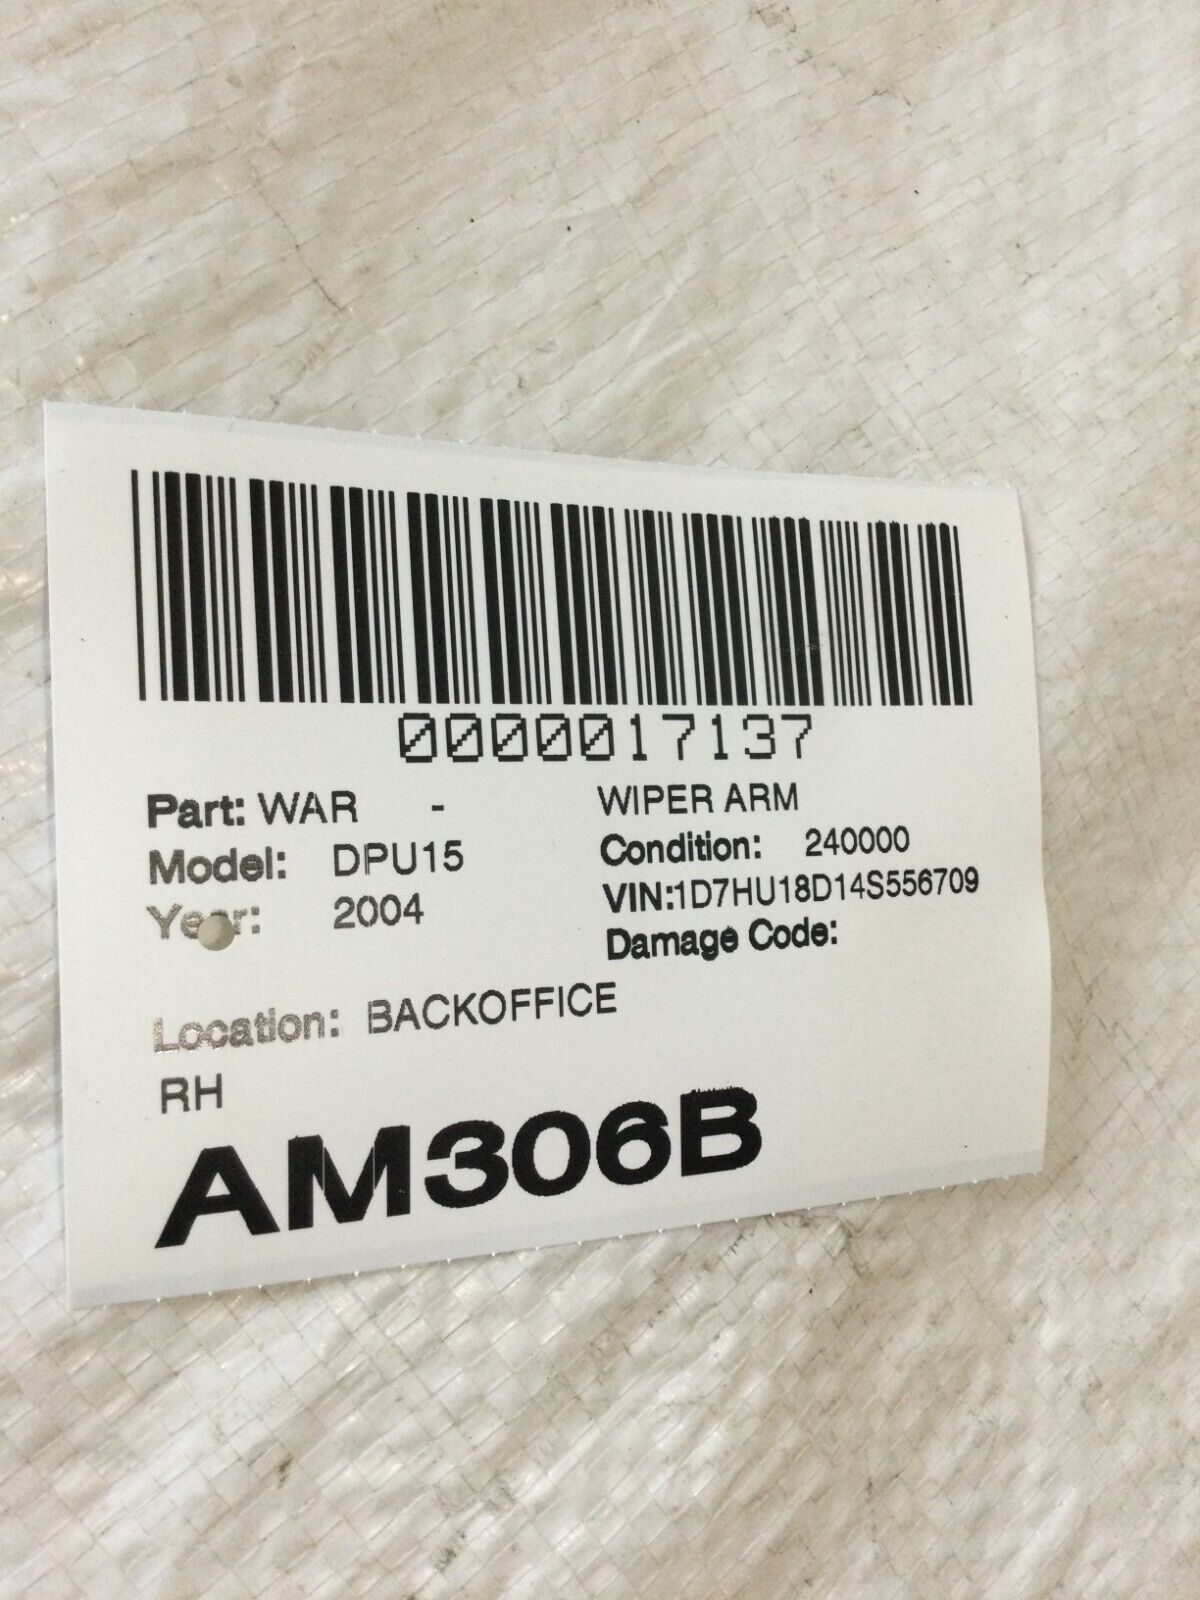 0000017137
Part: WAR - WIPER ARM
Model: DPU15 Condition: 240000
Year: 2004 VIN:1D7HU18D14S556709
Damage Code:
Location: BACKOFFICE
RH
AM306B